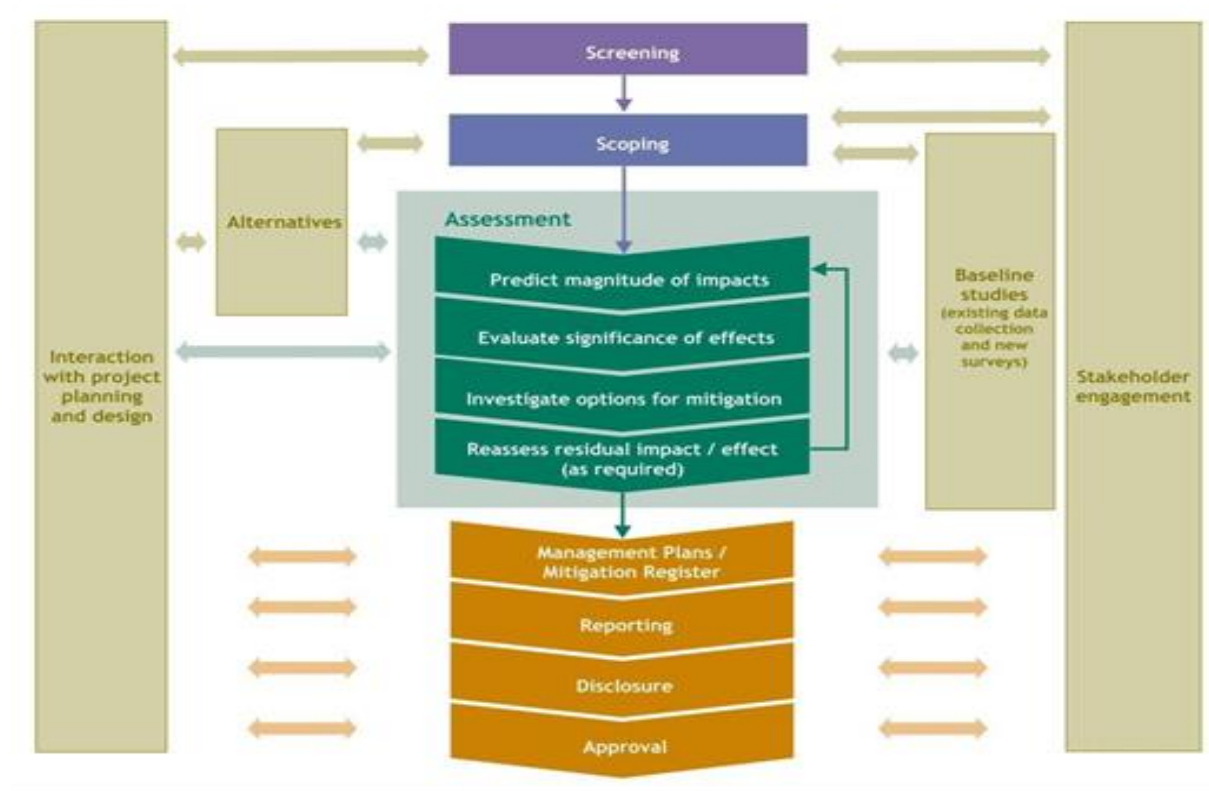 Screening
Scoping
Alternatives
Assessment
Predict magnitude of impacts
Evaluate significance of effects
Investigate options for mitigation
Reassess residual impact / effect
(as required)
Baseline
studies
(existing data
collection
and new
surveys)
Interaction
with project
planning
and design
Stakeholder
engagement
Management Plans /
Mitigation Register
Reporting
Disclosure
Approval